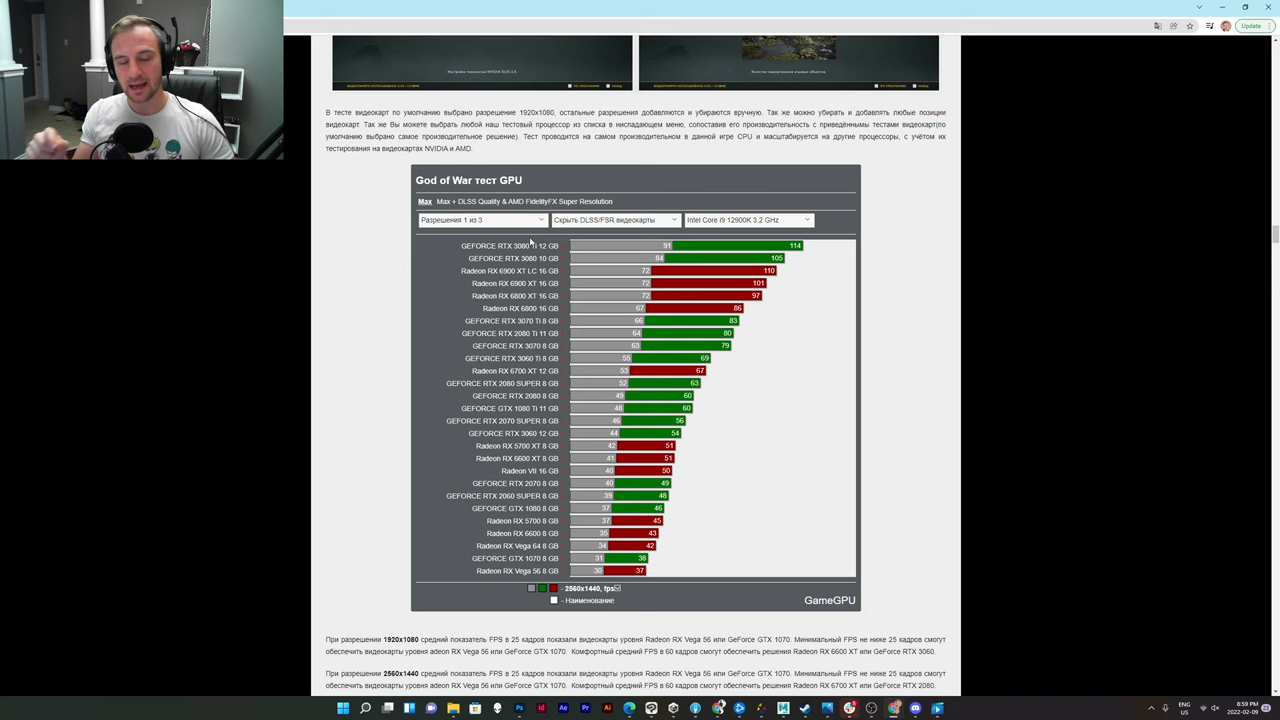 Update
Настройка технологии NVIDIA DLSS 2.0
Качество намораживания игровых объектов
В тесте видеокарт по умолчанию выбрано разрешение 1920x1080, остальные разрешения добавляются и убираются вручную. Так же можно убирать и добавлять любые позиции
видеокарт. Так же Вы можете выбрать любой наш тестовый процессор из списка в ниспадающем меню, сопоставив его производительность с приведёнными тестами видеокарт(по
умолчанию выбрано самое производительное решение). Тест проводится на самом производительном в данной игре CPU и масштабируется на другие процессоры, с учётом их
тестирования на видеокартах NVIDIA и AMD.
God of War тест GPU
Max Max + DLSS Quality & AMD FidelityFX Super Resolution
Разрешения 1 из 3 Скрыть DLSS/FSR видеокарты Intel Core i9 12900K 3.2 GHz
GEFORCE RTX 3080 Ti 12 GB 91 114
GEFORCE RTX 3080 10 GB 84 105
Radeon RX 6900 XT LC 16 GB 72 110
Radeon RX 6900 XT 16 GB 72 101
Radeon RX 6800 XT 16 GB 72 97
Radeon RX 6800 16 GB 67 86
GEFORCE RTX 3070 Ti 8 GB 66 83
GEFORCE RTX 2080 Ti 11 GB 64 80
GEFORCE RTX 3070 8 GB 63 79
GEFORCE RTX 3060 Ti 8 GB 55 69
Radeon RX 6700 XT 12 GB 53 67
GEFORCE RTX 2080 SUPER 8 GB 52 63
GEFORCE RTX 2080 8 GB 49 60
GEFORCE GTX 1080 Ti 11 GB 48 60
GEFORCE RTX 2070 SUPER 8 GB 46 56
GEFORCE RTX 3060 12 GB 44 54
Radeon RX 5700 XT 8 GB 42 51
Radeon RX 6600 XT 8 GB 41 51
Radeon VII 16 GB 40 50
GEFORCE RTX 2070 8 GB 40 49
GEFORCE RTX 2060 SUPER 8 GB 39 48
GEFORCE GTX 1080 8 GB 37 46
Radeon RX 5700 8 GB 37 45
Radeon RX 6600 8 GB 35 43
Radeon RX Vega 64 8 GB 34 42
GEFORCE GTX 1070 8 GB 31 38
Radeon RX Vega 56 8 GB 30 37
- 2560x1440, fps
- Наименование
GameGPU
При разрешении 1920x1080 средний показатель FPS в 25 кадров показали видеокарты уровня Radeon RX Vega 56 или GeForce GTX 1070. Минимальный FPS не ниже 25 кадров смогут
обеспечить видеокарты уровня adeon RX Vega 56 или GeForce GTX 1070. Комфортный средний FPS в 60 кадров смогут обеспечить решения Radeon RX 6600 XT или GeForce RTX 3060.
При разрешении 2560x1440 средний показатель FPS в 25 кадров показали видеокарты уровня Radeon RX Vega 56 или GeForce GTX 1070. Минимальный FPS не ниже 25 кадров смогут
обеспечить видеокарты уровня adeon RX Vega 56 или GeForce GTX 1070. Комфортный средний FPS в 60 кадров смогут обеспечить решения Radeon RX 6700 XT или GeForce RTX 2080.
ENG
US
8:59 PM
2022-02-09